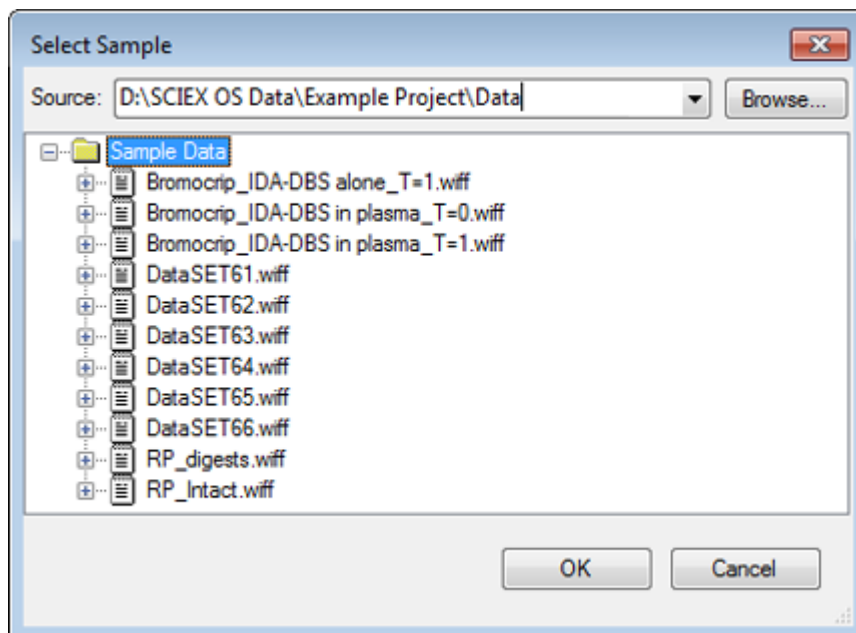 Select Sample
Source: D:\SCIEX OS Data\Example Project\Data Browse...
Sample Data
Bromocrip_IDA-DBS alone_T=1.wiff
Bromocrip_IDA-DBS in plasma_T=0.wiff
Bromocrip_IDA-DBS in plasma_T=1.wiff
DataSET61.wiff
DataSET62.wiff
DataSET63.wiff
DataSET64.wiff
DataSET65.wiff
DataSET66.wiff
RP_digests.wiff
RP_Intact.wiff
OK Cancel